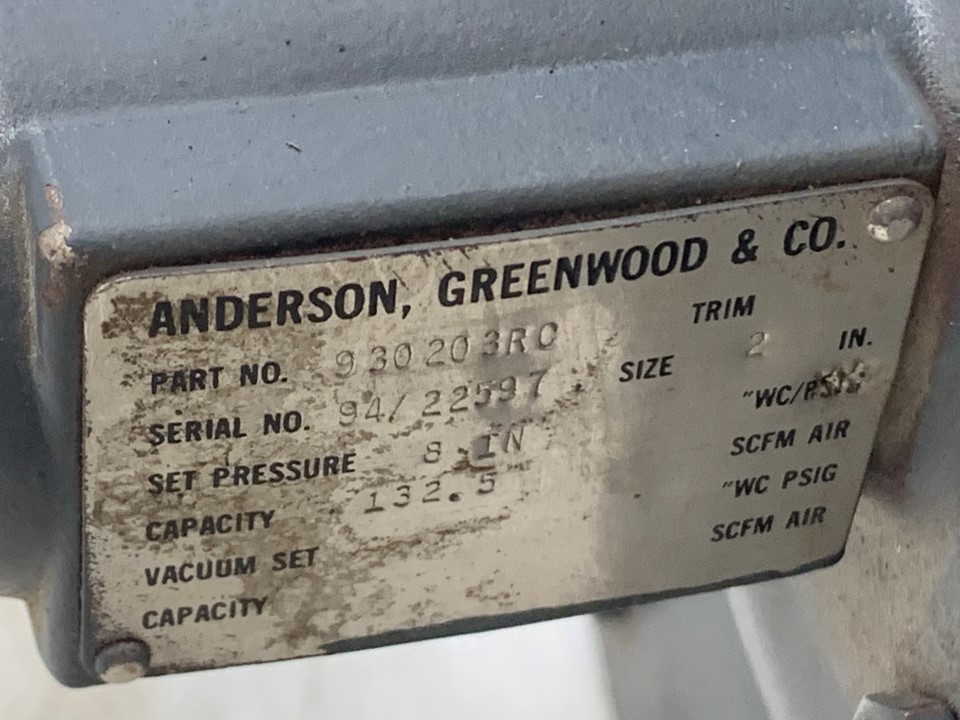 ANDERSON, GREENWOOD & CO.
TRIM
PART NO. 930203RC
SIZE 2 IN.
SERIAL NO. 94/22597
SET PRESSURE 8 IN "WC/PSIG
CAPACITY 132.5 SCFM AIR
VACUUM SET "WC PSIG
CAPACITY SCFM AIR